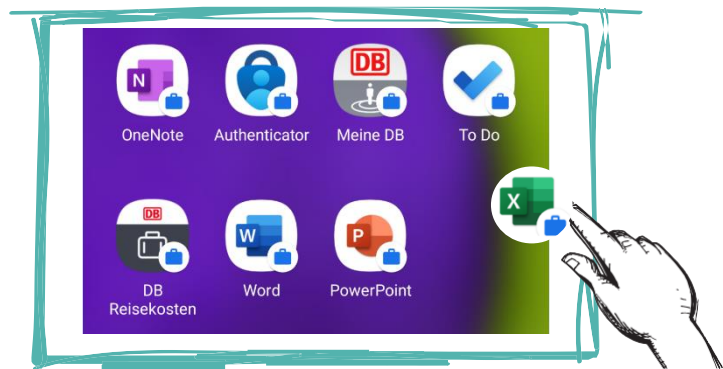 N
DB
OneNote
Authenticator
Meine DB
To Do
X
DB
W
P
DB
Reisekosten
Word
PowerPoint